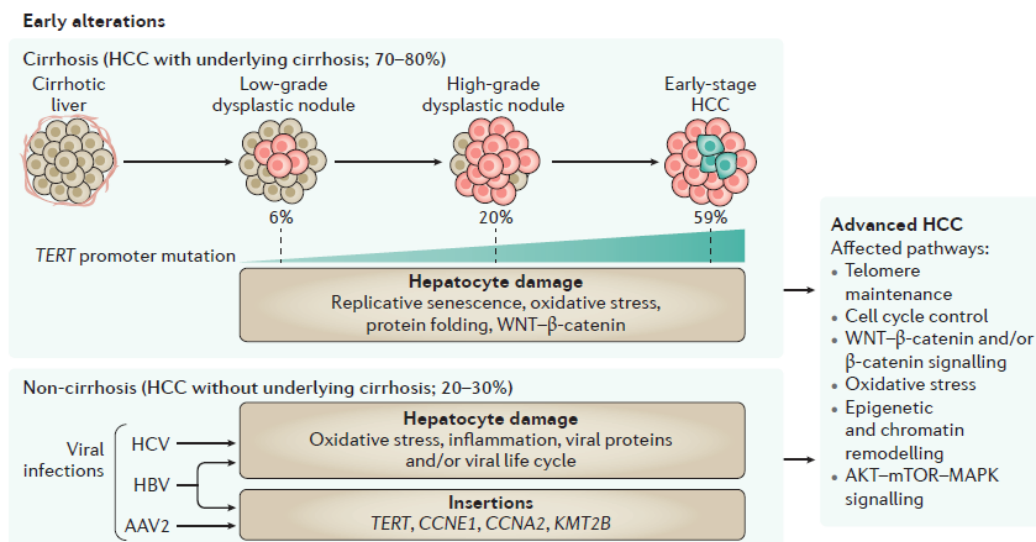 Early alterations
Cirrhosis (HCC with underlying cirrhosis; 70–80%)
Cirrhotic
liver
Low-grade
dysplastic nodule
High-grade
dysplastic nodule
Early-stage
HCC
6%
20%
59%
TERT promoter mutation
Hepatocyte damage
Replicative senescence, oxidative stress,
protein folding, WNT–β-catenin
Non-cirrhosis (HCC without underlying cirrhosis; 20–30%)
Viral
infections
HCV
HBV
AAV2
Hepatocyte damage
Oxidative stress, inflammation, viral proteins
and/or viral life cycle
Insertions
TERT, CCNE1, CCNA2, KMT2B
Advanced HCC
Affected pathways:
• Telomere
maintenance
• Cell cycle control
• WNT–β-catenin and/or
β-catenin signalling
• Oxidative stress
• Epigenetic
and chromatin
remodelling
• AKT–mTOR–MAPK
signalling